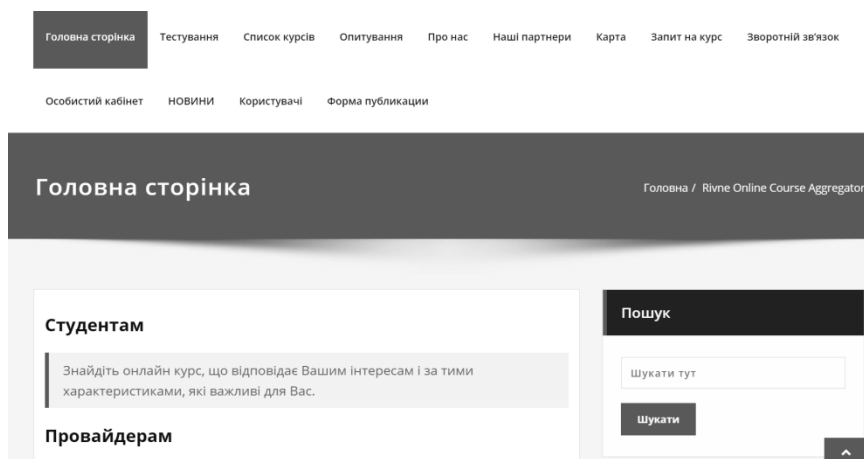 Головна сторінка Тестування Список курсів Опитування Про нас Наші партнери Карта Запит на курс Зворотній зв'язок
Особистий кабінет НОВИНИ Користувачі Форма публикации
Головна сторінка
Головна / Rivne Online Course Aggregator
Студентам
Знайдіть онлайн курс, що відповідає Вашим інтересам і за тими
характеристиками, які важливі для Вас.
Провайдерам
Пошук
Шукати тут
Шукати